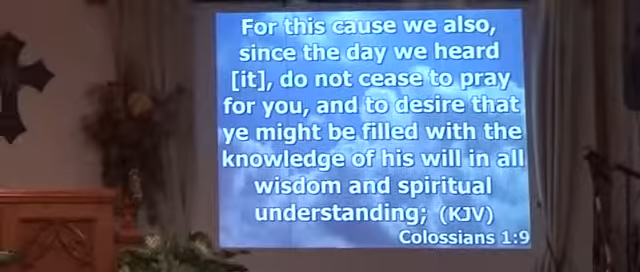 For this cause we also,
since the day we heard
[it], do not cease to pray
for you, and to desire that
ye might be filled with the
knowledge of his will in all
wisdom and spiritual
understanding; (KJV)
Colossians 1:9